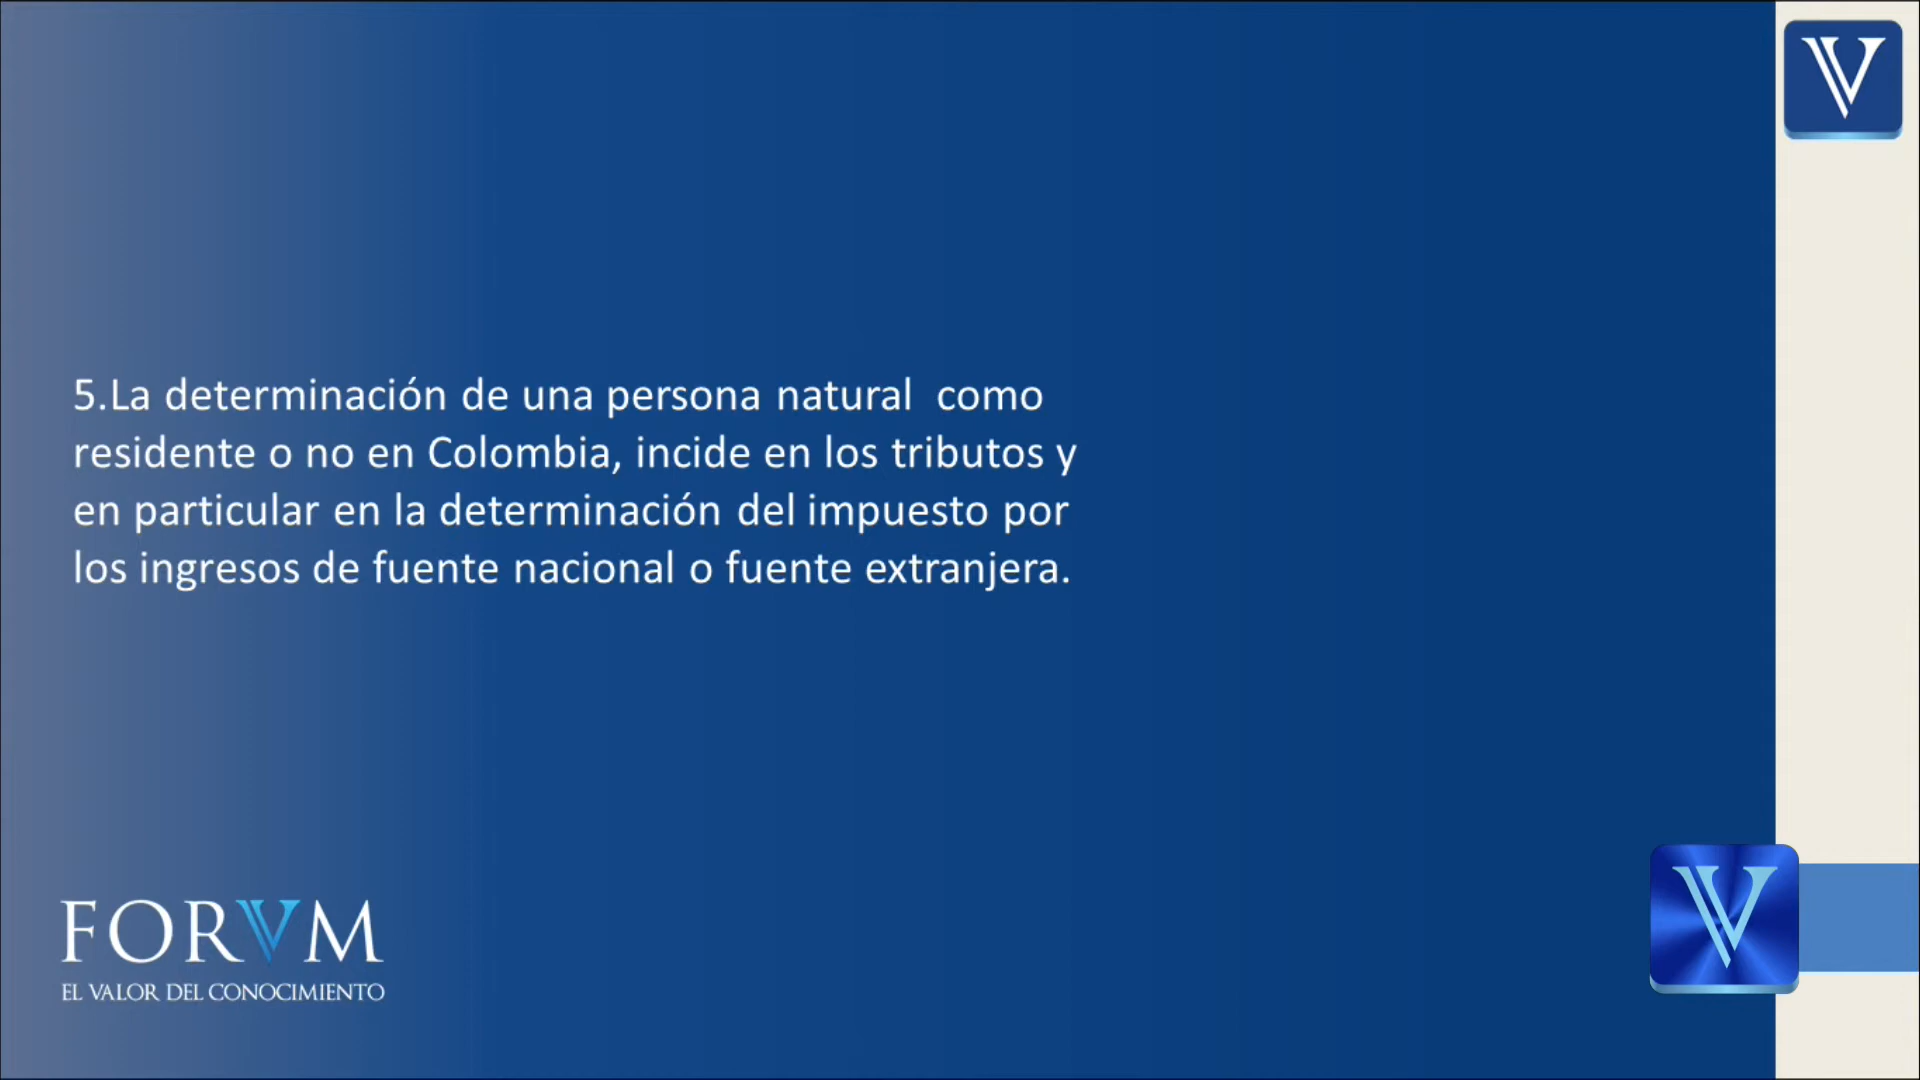 5.La determinación de una persona natural  como
residente o no en Colombia, incide en los tributos y
en particular en la determinación del impuesto por
los ingresos de fuente nacional o fuente extranjera.
FORVM
EL VALOR DEL CONOCIMIENTO
V
V